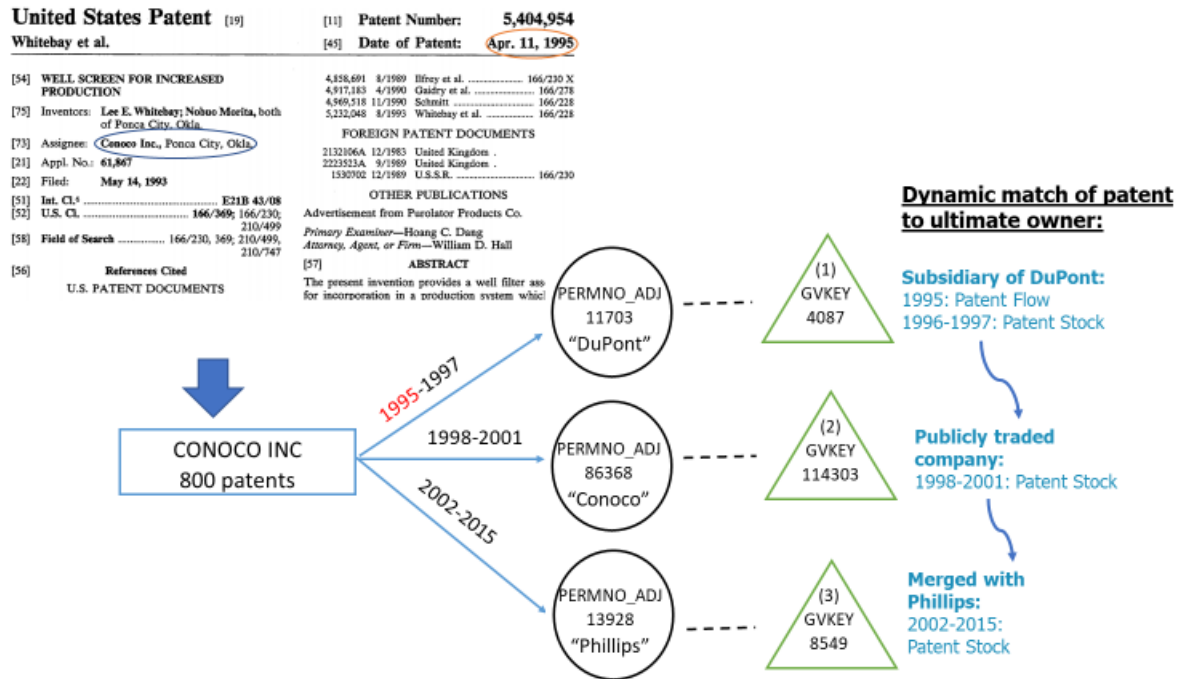 United States Patent [19]
Whitebay et al.
[11] Patent Number: 5,404,954
[45] Date of Patent: Apr. 11, 1995
[54] WELL SCREEN FOR INCREASED
PRODUCTION
[75] Inventors: Lee E. Whitebay; Nobuo Morita, both
of Ponca City, Okla.
[73] Assignee: Conoco Inc., Ponca City, Okla.
[21] Appl. No.: 61,867
[22] Filed: May 14, 1993
[51] Int. Cl.⁵ ........ E21B 43/08
[52] U.S. Cl. ........ 166/369; 166/230;
210/499
[58] Field of Search ........ 166/230, 369; 210/499,
210/747
[56] References Cited
U.S. PATENT DOCUMENTS
4,858,691 8/1989 Ilfrey et al. ........ 166/230 X
4,917,183 4/1990 Gaidry et al. ........ 166/278
4,969,518 11/1990 Schmitt ........ 166/228
5,232,048 8/1993 Whitebay et al. ........ 166/228
FOREIGN PATENT DOCUMENTS
2132106A 12/1983 United Kingdom .
2223523A 9/1989 United Kingdom .
1530702 12/1989 U.S.S.R. ........ 166/230
OTHER PUBLICATIONS
Advertisement from Purolator Products Co.
Primary Examiner—Hoang C. Dang
Attorney, Agent, or Firm—William D. Hall
[57] ABSTRACT
The present invention provides a well filter ass
for incorporation in a production system whicl
CONOCO INC
800 patents
1995-1997
1998-2001
2002-2015
PERMNO_ADJ
11703
“DuPont”
PERMNO_ADJ
86368
“Conoco”
PERMNO_ADJ
13928
“Phillips”
(1)
GVKEY
4087
(2)
GVKEY
114303
(3)
GVKEY
8549
Dynamic match of patent
to ultimate owner:
Subsidiary of DuPont:
1995: Patent Flow
1996-1997: Patent Stock
Publicly traded
company:
1998-2001: Patent Stock
Merged with
Phillips:
2002-2015:
Patent Stock